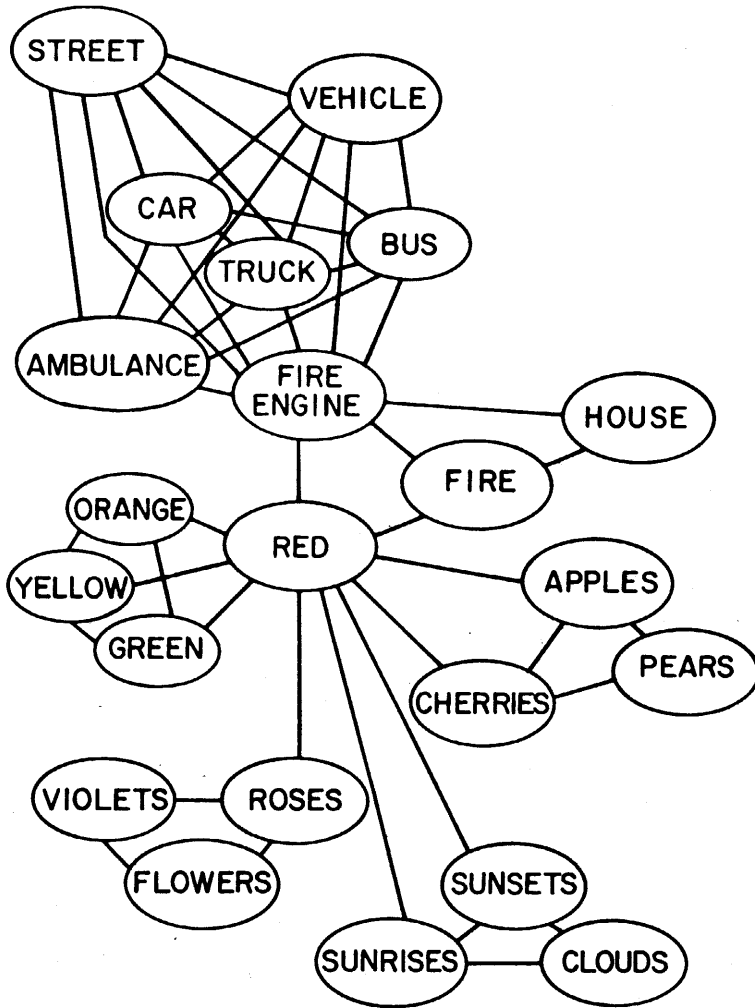 STREET
VEHICLE
CAR
BUS
TRUCK
AMBULANCE
FIRE
ENGINE
HOUSE
FIRE
ORANGE
RED
YELLOW
APPLES
GREEN
PEARS
CHERRIES
VIOLETS
ROSES
FLOWERS
SUNSETS
SUNRISES
CLOUDS